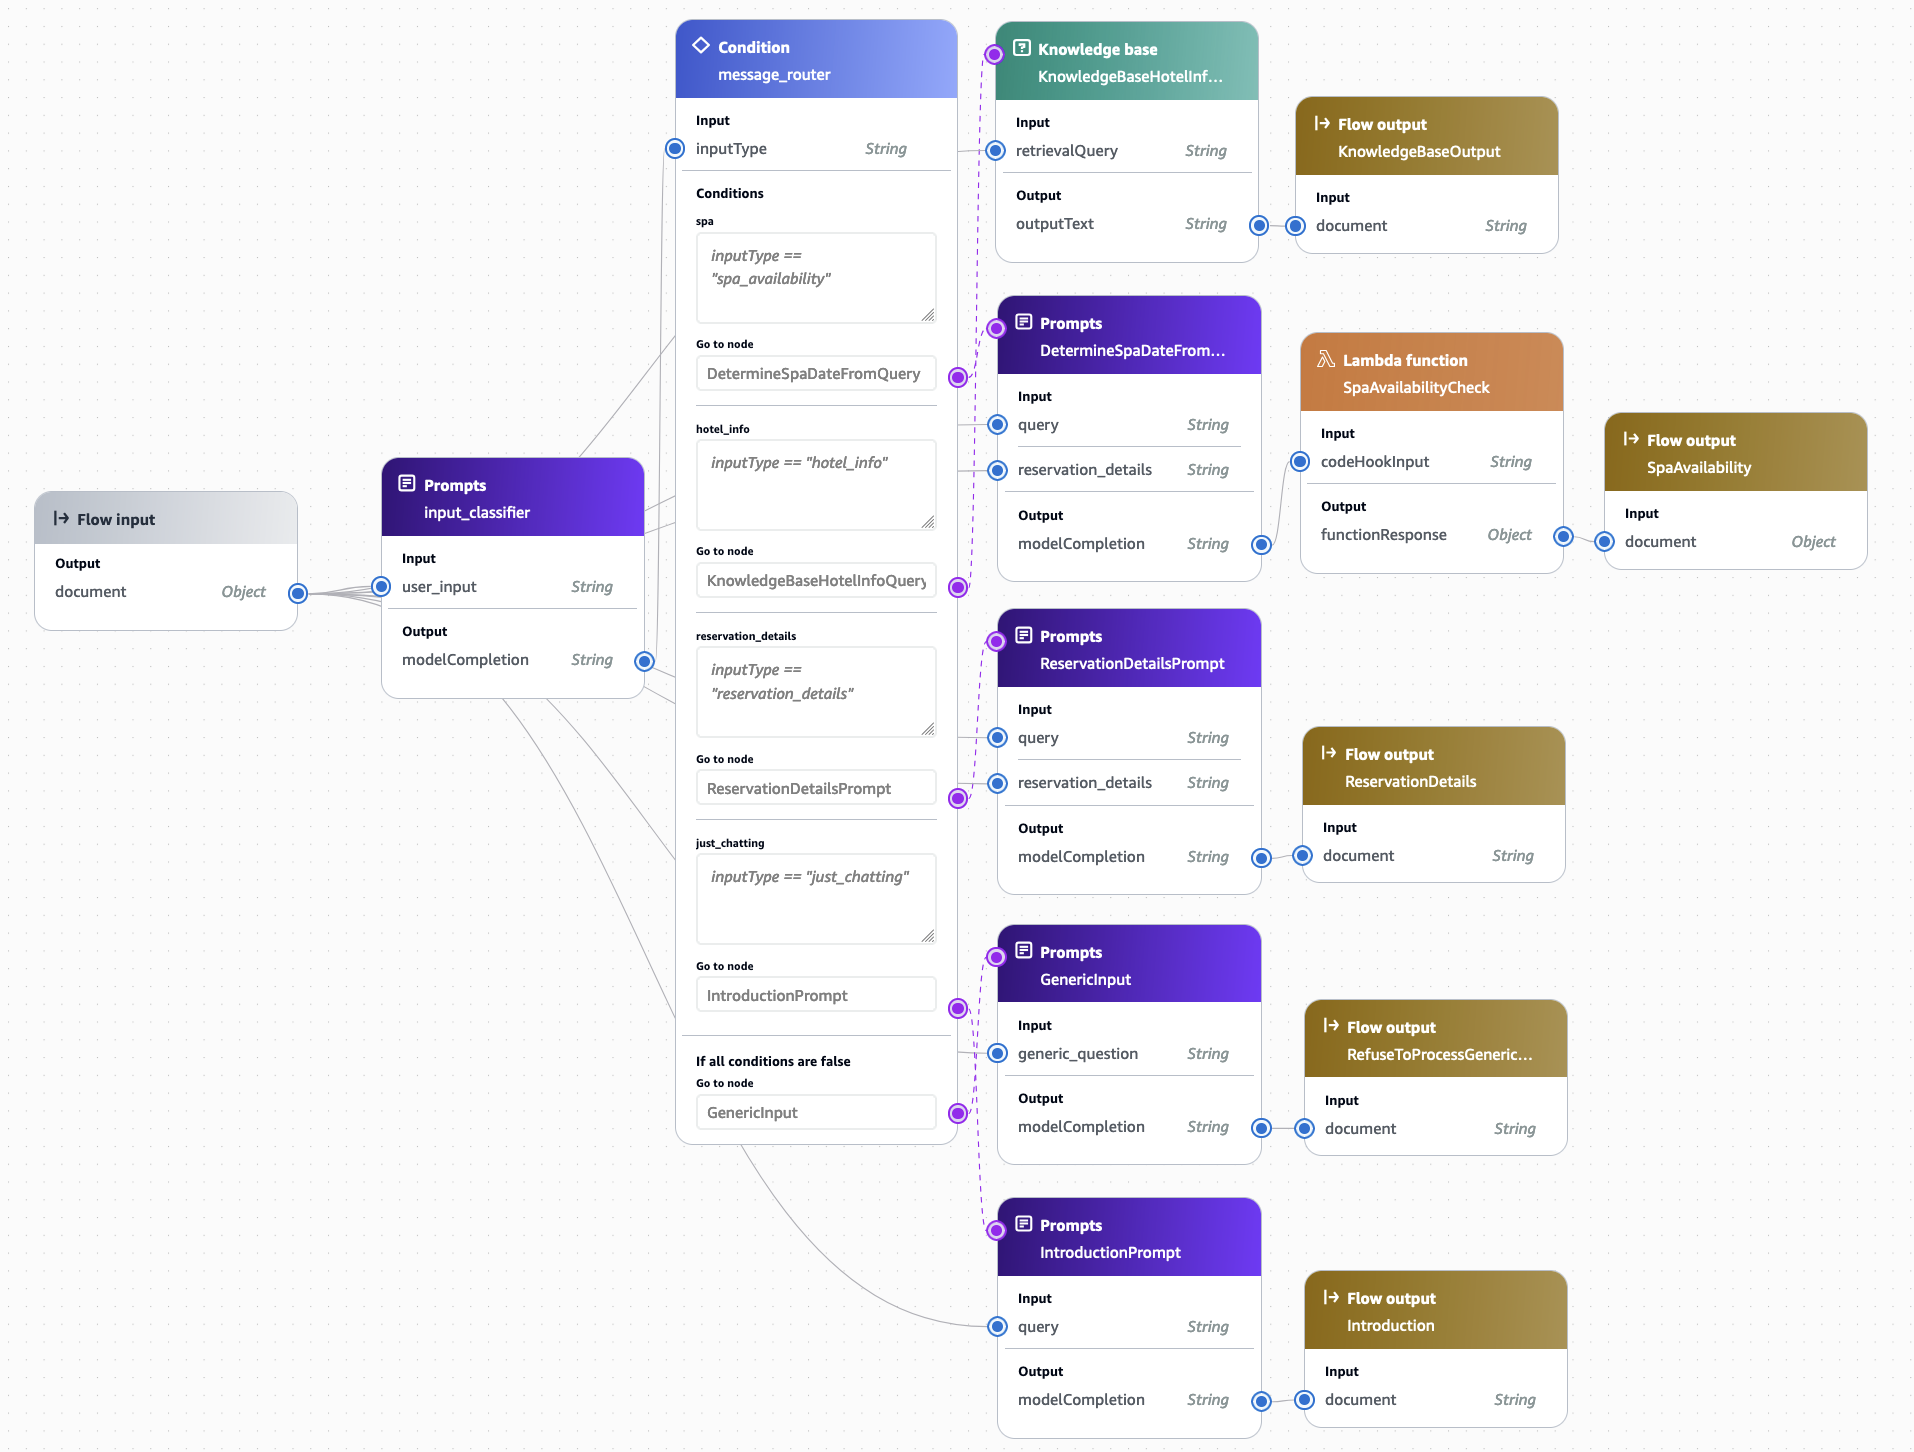 Flow input
Output
document Object
Prompts
input_classifier
Input
user_input String
Output
modelCompletion String
Condition
message_router
Input
inputType String
Conditions
spa
inputType ==
"spa_availability"
Go to node
DetermineSpaDateFromQuery
hotel_info
inputType == "hotel_info"
Go to node
KnowledgeBaseHotelInfoQuery
reservation_details
inputType ==
"reservation_details"
Go to node
ReservationDetailsPrompt
just_chatting
inputType == "just_chatting"
Go to node
IntroductionPrompt
If all conditions are false
Go to node
GenericInput
Knowledge base
KnowledgeBaseHotelInf...
Input
retrievalQuery String
Output
outputText String
Flow output
KnowledgeBaseOutput
Input
document String
Prompts
DetermineSpaDateFrom...
Input
query String
reservation_details String
Output
modelCompletion String
Lambda function
SpaAvailabilityCheck
Input
codeHookInput String
Output
functionResponse Object
Flow output
SpaAvailability
Input
document Object
Prompts
ReservationDetailsPrompt
Input
query String
reservation_details String
Output
modelCompletion String
Flow output
ReservationDetails
Input
document String
Prompts
GenericInput
Input
generic_question String
Output
modelCompletion String
Flow output
RefuseToProcessGeneric...
Input
document String
Prompts
IntroductionPrompt
Input
query String
Output
modelCompletion String
Flow output
Introduction
Input
document String